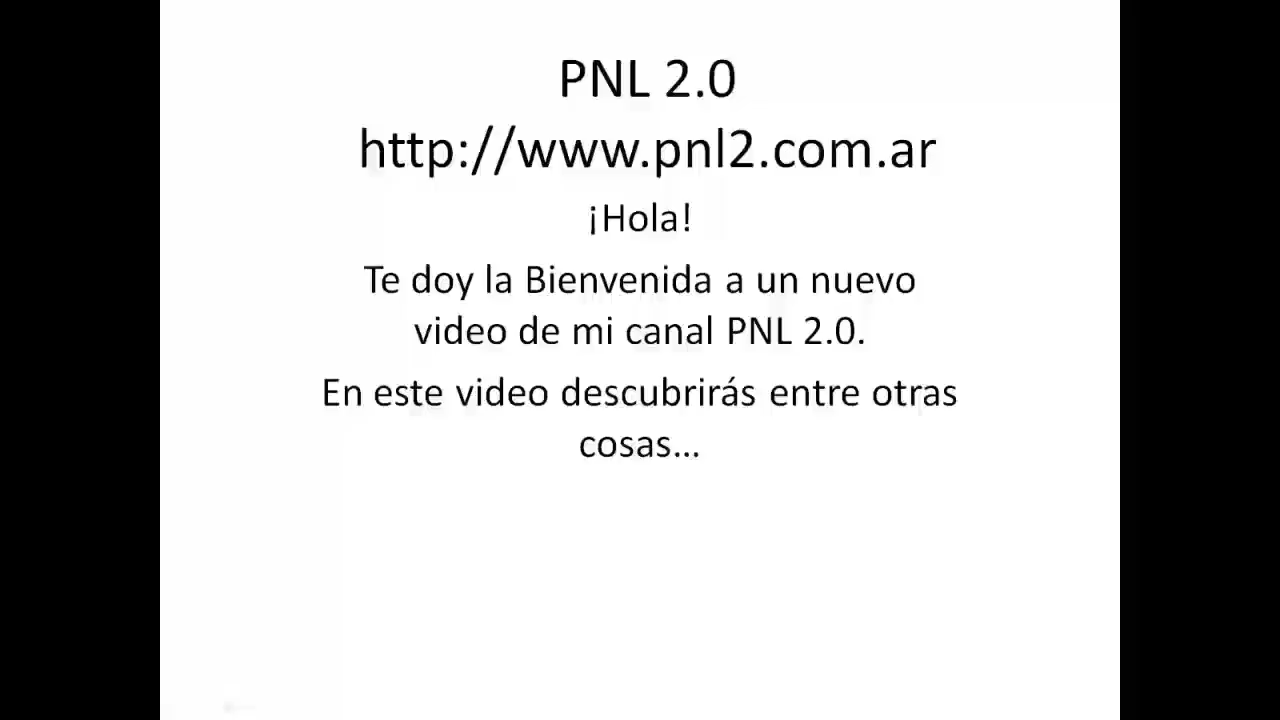 PNL 2.0
http://www.pnl2.com.ar
¡Hola!
Te doy la Bienvenida a un nuevo
video de mi canal PNL 2.0.
En este video descubrirás entre otras
cosas...